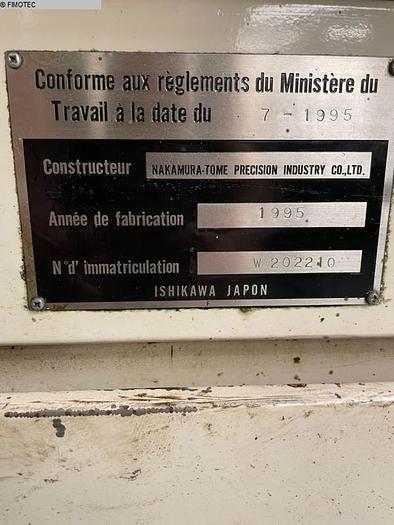 © FIMOTEC
Conforme aux règlements du Ministère du
Travail à la date du 7 - 1995
Constructeur NAKAMURA-TOME PRECISION INDUSTRY CO.,LTD.
Année de fabrication 1995
N°d' immatriculation W 202210
ISHIKAWA JAPON